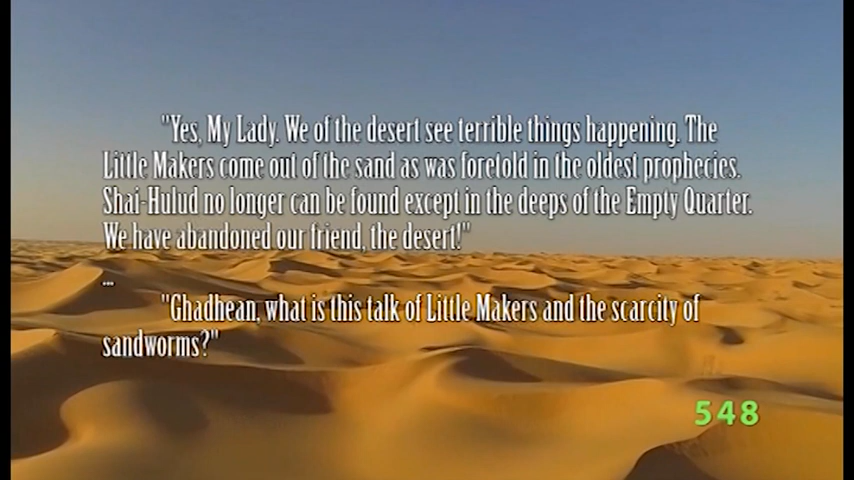 "Yes, My Lady. We of the desert see terrible things happening. The
Little Makers come out of the sand as was foretold in the oldest prophecies.
Shai-Hulud no longer can be found except in the deeps of the Empty Quarter.
We have abandoned our friend, the desert!"
...
"Ghadhean, what is this talk of Little Makers and the scarcity of
sandworms?"
548